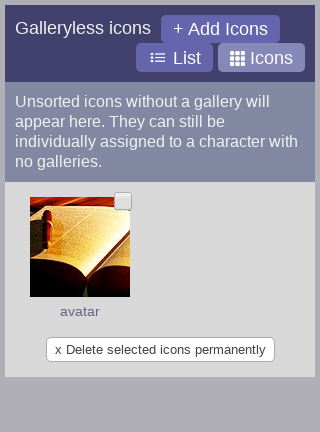 Galleryless icons + Add Icons
List Icons
Unsorted icons without a gallery will
appear here. They can still be
individually assigned to a character with
no galleries.
avatar
x Delete selected icons permanently